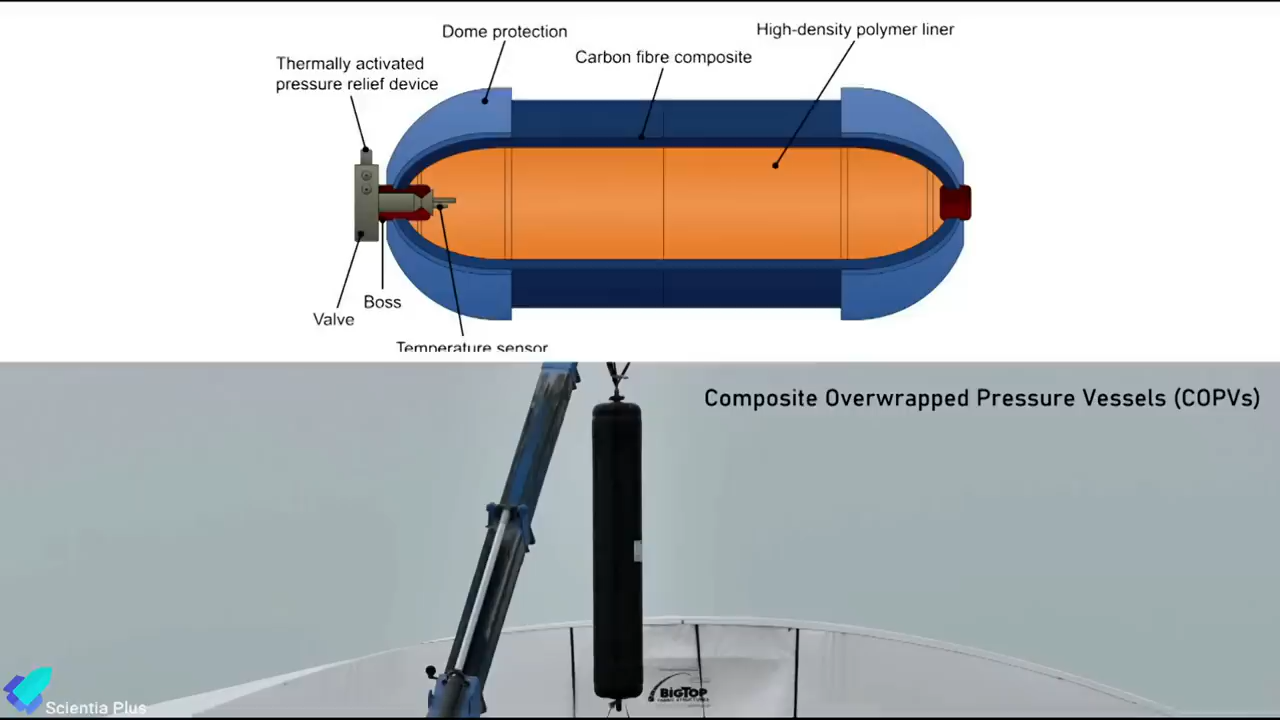 Dome protection
High-density polymer liner
Carbon fibre composite
Thermally activated
pressure relief device
Boss
Valve
Temperature sensor
Composite Overwrapped Pressure Vessels (COPVs)
BIGTOP
Scientia Plus